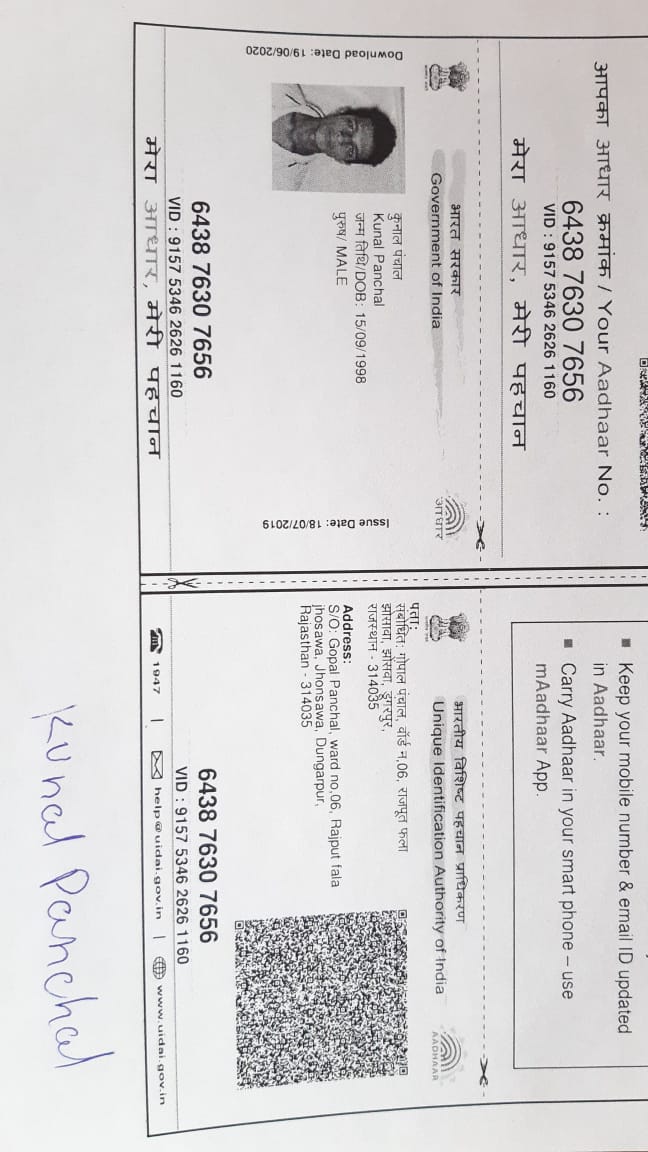 आपका आधार क्रमांक / Your Aadhaar No. :
6438 7630 7656
VID : 9157 5346 2626 1160
मेरा आधार, मेरी पहचान
Keep your mobile number & email ID updated
in Aadhaar.
Carry Aadhaar in your smart phone – use
mAadhaar App.
भारत सरकार
Government of India
आधार
Download Date: 19/06/2020
कुनाल पंचाल
Kunal Panchal
जन्म तिथि/DOB: 15/09/1998
पुरुष/ MALE
Issue Date: 18/07/2019
6438 7630 7656
VID : 9157 5346 2626 1160
मेरा आधार, मेरी पहचान
भारतीय विशिष्ट पहचान प्राधिकरण
Unique Identification Authority of India
AADHAAR
पता:
संबोधित: गोपाल पंचाल, वॉर्ड न,06, राजपूत फला
झोसवा, झोंसवा, डूंगरपुर,
राजस्थान - 314035
Address:
S/O: Gopal Panchal, ward no,06, Rajput fala
jhosawa, Jhonsawa, Dungarpur,
Rajasthan - 314035
6438 7630 7656
VID : 9157 5346 2626 1160
1947 | help@uidai.gov.in | www.uidai.gov.in
Kunal Panchal